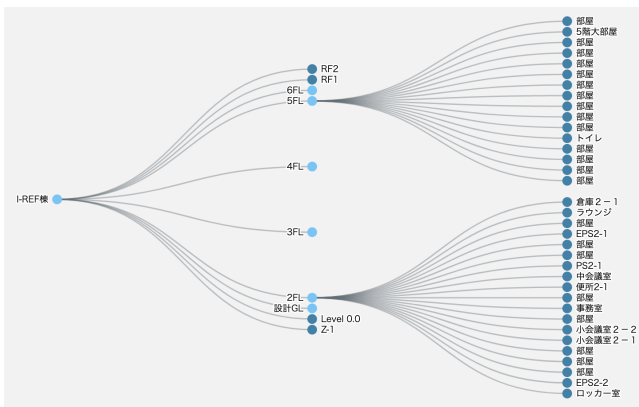 I-REF棟
RF2
RF1
6FL
5FL
4FL
3FL
2FL
設計GL
Level 0.0
Z-1
部屋
5階大部屋
部屋
部屋
部屋
部屋
部屋
部屋
部屋
部屋
部屋
トイレ
部屋
部屋
部屋
部屋
倉庫２－１
ラウンジ
部屋
EPS2-1
部屋
部屋
PS2-1
中会議室
便所2-1
部屋
事務室
部屋
小会議室２－２
小会議室２－１
部屋
部屋
部屋
EPS2-2
ロッカー室